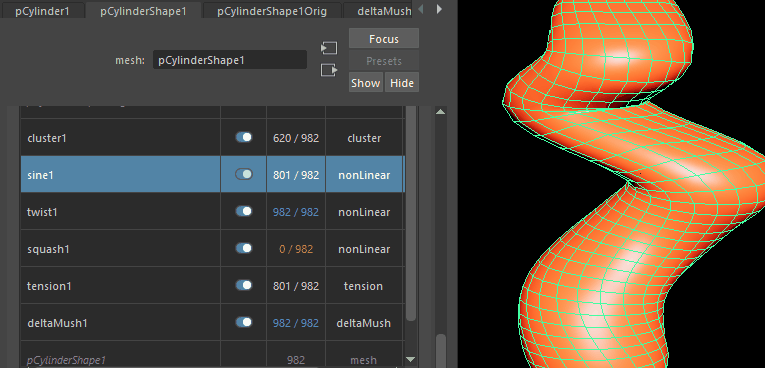 pCylinder1 pCylinderShape1 pCylinderShape1Orig deltaMush
Focus
mesh: pCylinderShape1
Presets
Show Hide
cluster1 620 / 982 cluster
sine1 801 / 982 nonLinear
twist1 982 / 982 nonLinear
squash1 0 / 982 nonLinear
tension1 801 / 982 tension
deltaMush1 982 / 982 deltaMush
pCylinderShape1 982 mesh